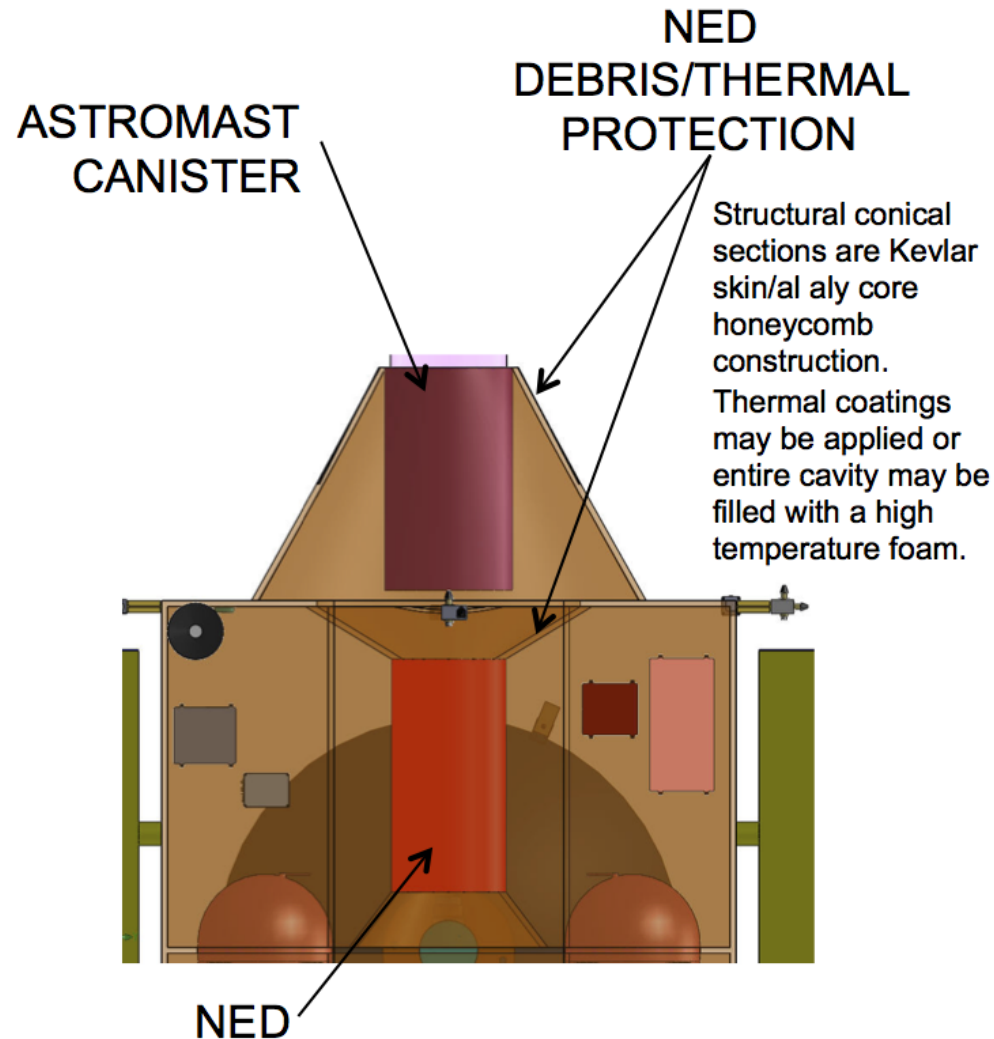 NED
DEBRIS/THERMAL
PROTECTION
ASTROMAST
CANISTER
Structural conical
sections are Kevlar
skin/al aly core
honeycomb
construction.
Thermal coatings
may be applied or
entire cavity may be
filled with a high
temperature foam.
NED